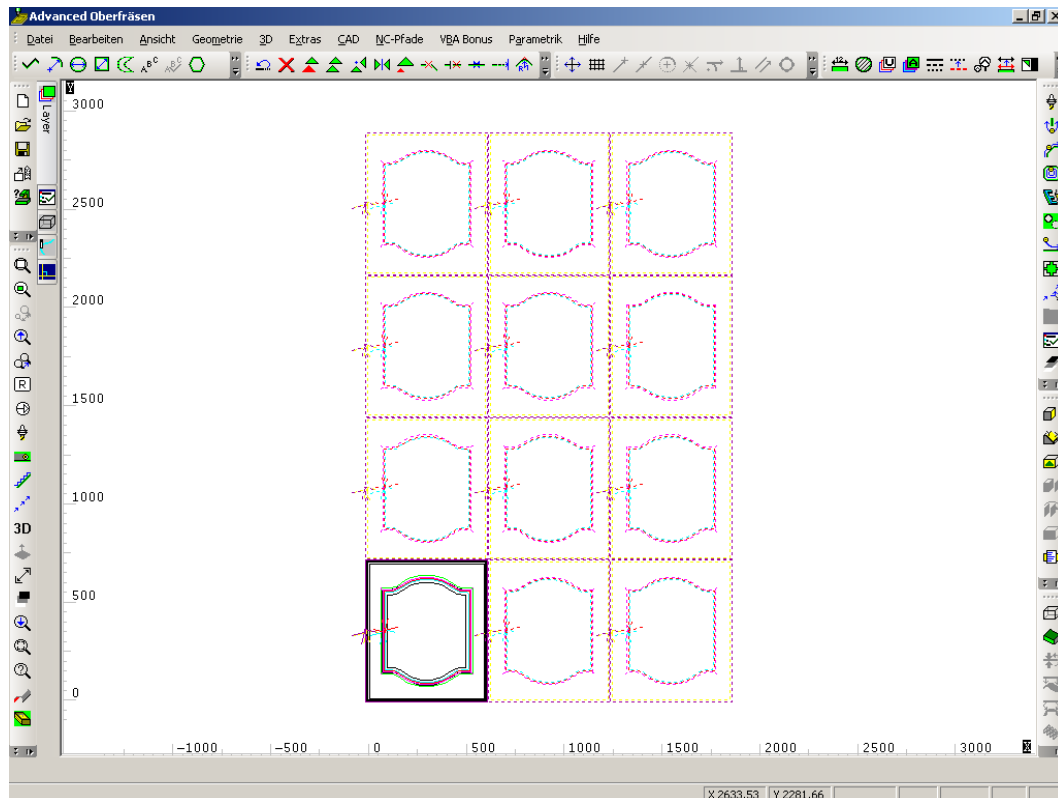 Advanced Oberfräsen
Datei Bearbeiten Ansicht Geometrie 3D Extras CAD NC-Pfade VBA Bonus Parametrik Hilfe
Layer
Y
3000
2500
2000
1500
1000
500
0
R
3D
-1000 -500 0 500 1000 1500 2000 2500 3000 X
X 2633.53 Y 2281.66